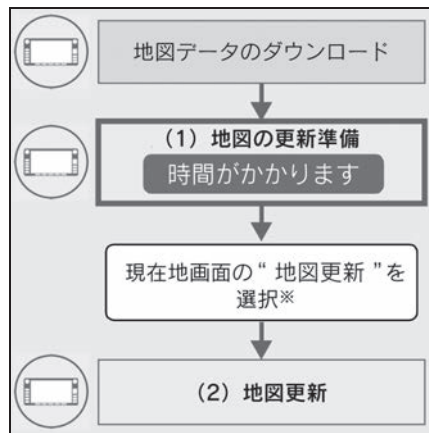 地図データのダウンロード
(1) 地図の更新準備
時間がかかります
現在地画面の“ 地図更新 ”を
選択※
(2) 地図更新